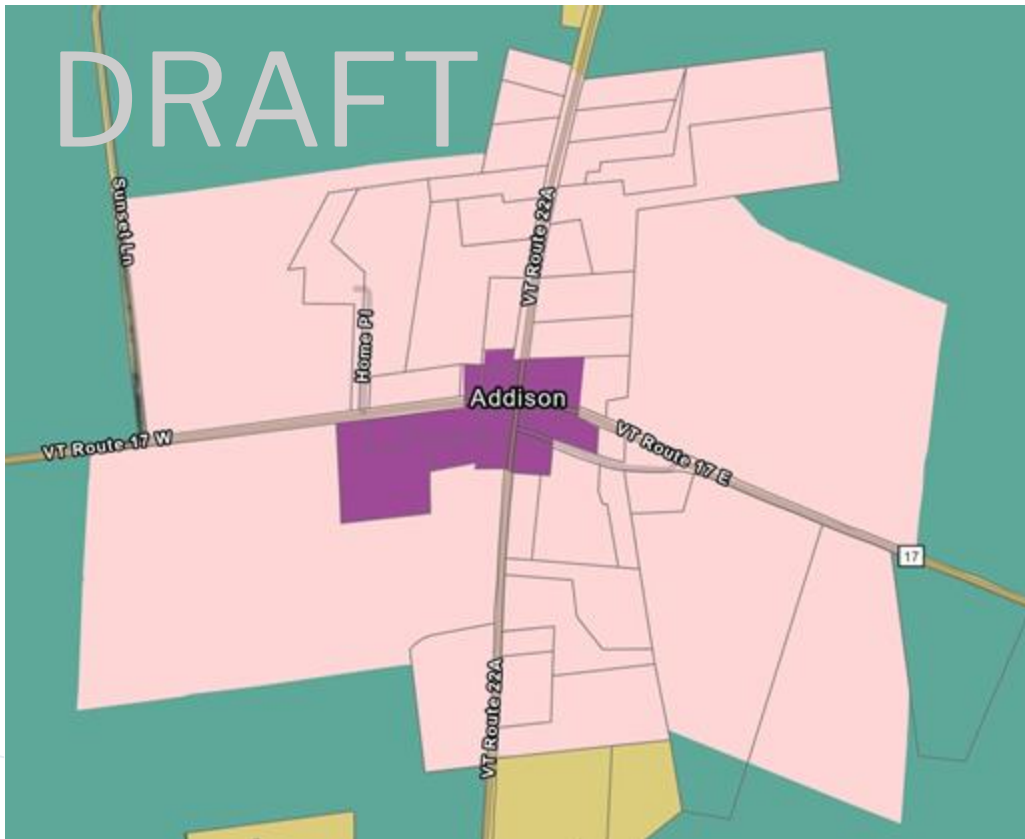 DRAFT
Sunset Ln
VT Route 22A
Home Pl
Addison
VT Route 17 W
VT Route 17 E
17
VT Route 22A